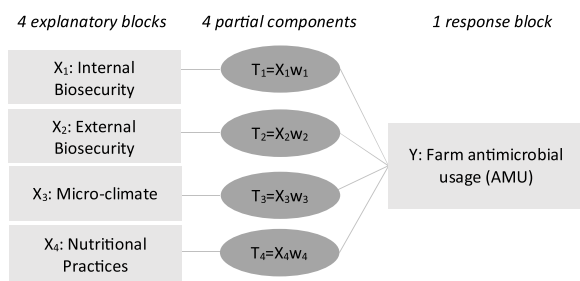 4 explanatory blocks
4 partial components
1 response block
X₁: Internal
Biosecurity
T₁=X₁w₁
X₂: External
Biosecurity
T₂=X₂w₂
Y: Farm antimicrobial
usage (AMU)
X₃: Micro-climate
T₃=X₃w₃
X₄: Nutritional
Practices
T₄=X₄w₄